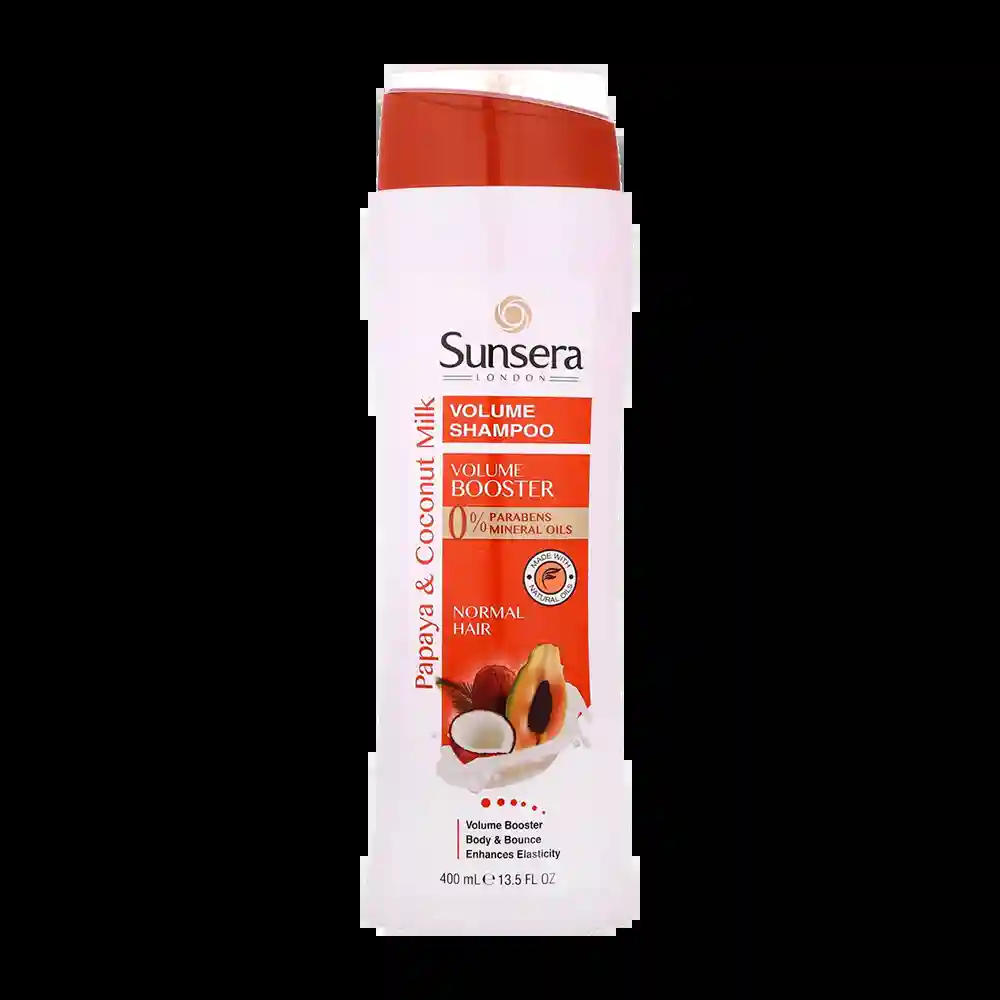 Sunsera
LONDON
Papaya & Coconut Milk
VOLUME
SHAMPOO
VOLUME
BOOSTER
0% PARABENS
MINERAL OILS
MADE WITH
NATURAL OILS
NORMAL
HAIR
Volume Booster
Body & Bounce
Enhances Elasticity
400 mL ℮ 13.5 FL OZ